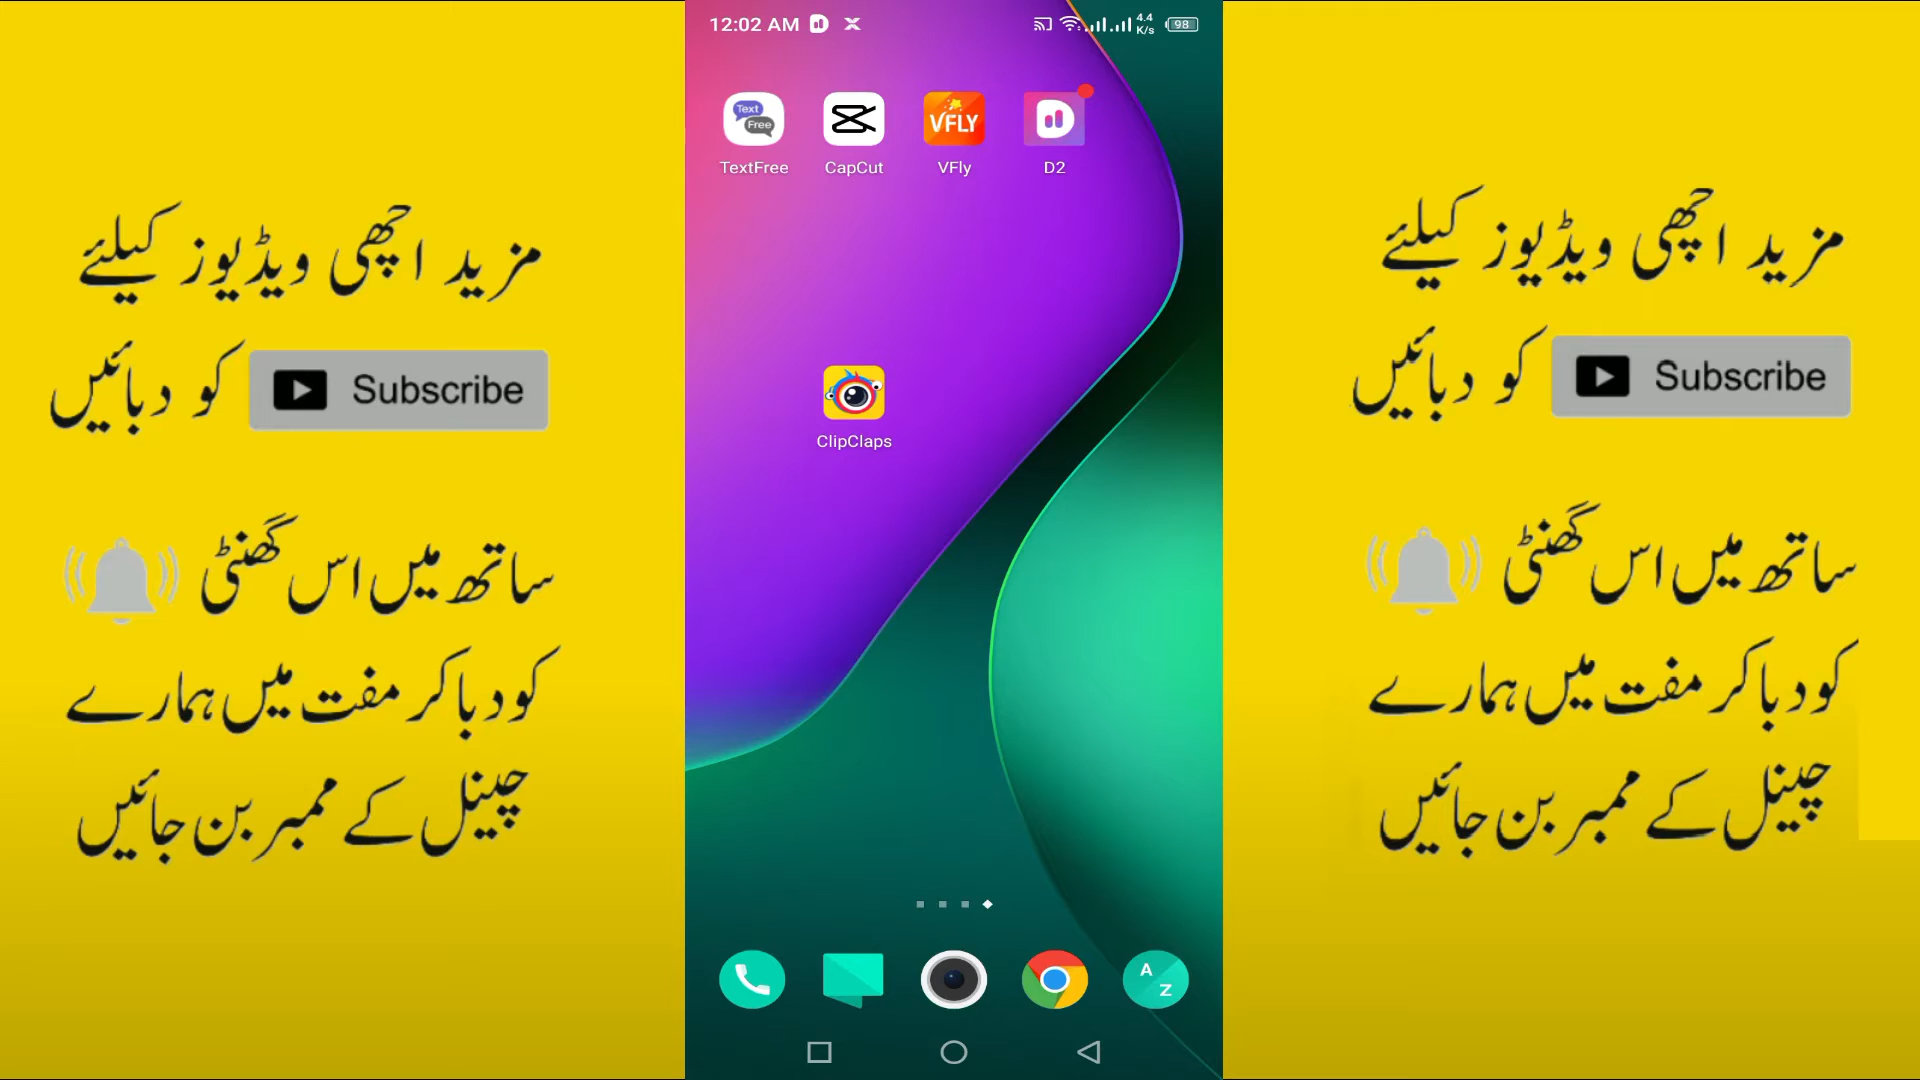 مزید اچھی ویڈیوز کیلئے
Subscribe کو دبائیں
ساتھ میں اس گھنٹی
کو دبا کر مفت میں ہمارے
چینل کے ممبر بن جائیں
12:02 AM
4.4 K/s
98
Text Free
VFLY
TextFree
CapCut
VFly
D2
ClipClaps
A Z
مزید اچھی ویڈیوز کیلئے
Subscribe کو دبائیں
ساتھ میں اس گھنٹی
کو دبا کر مفت میں ہمارے
چینل کے ممبر بن جائیں